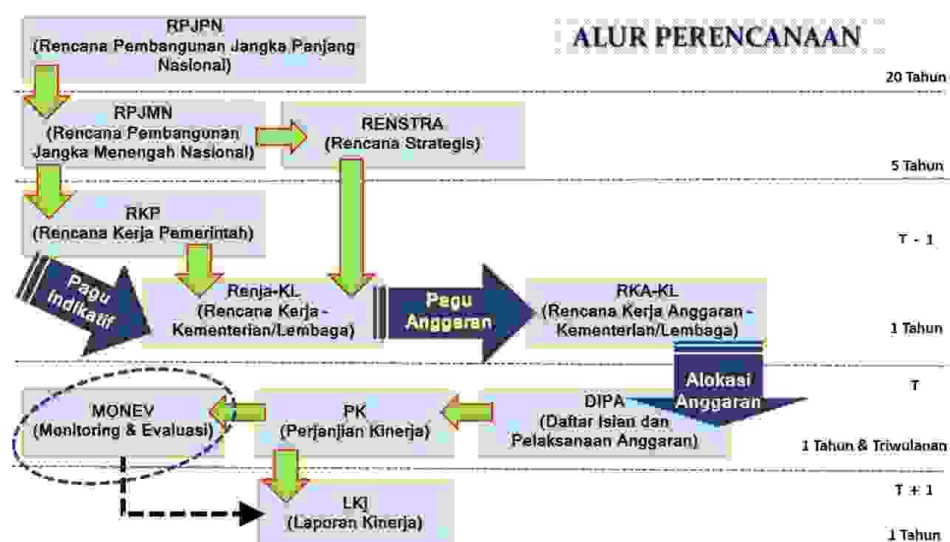 ALUR PERENCANAAN
RPJPN
(Rencana Pembangunan Jangka Panjang
Nasional)
20 Tahun
RPJMN
(Rencana Pembangunan
Jangka Menengah Nasional)
RENSTRA
(Rencana Strategis)
5 Tahun
RKP
(Rencana Kerja Pemerintah)
T - 1
Pagu
Indikatif
Renja-KL
(Rencana Kerja -
Kementerian/Lembaga)
Pagu
Anggaran
RKA-KL
(Rencana Kerja Anggaran -
Kementerian/Lembaga)
1 Tahun
Alokasi
Anggaran
T
MONEV
(Monitoring & Evaluasi)
PK
(Perjanjian Kinerja)
DIPA
(Daftar Isian dan
Pelaksanaan Anggaran)
1 Tahun & Triwulanan
T + 1
LKj
(Laporan Kinerja)
1 Tahun